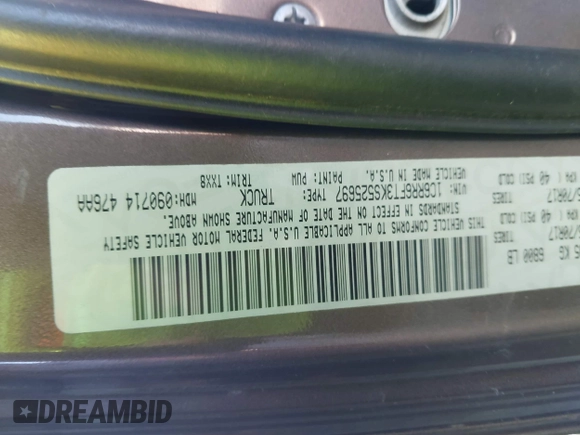 6800 LB
TIRES
40 PSI) COLD
TIRES
40 PSI) COLD
THIS VEHICLE CONFORMS TO ALL APPLICABLE U.S.A. FEDERAL MOTOR VEHICLE SAFETY
STANDARDS IN EFFECT ON THE DATE OF MANUFACTURE SHOWN ABOVE.
VIN: 1C6RR6FT3KS525697 TYPE: TRUCK MDH: 090714 476AA
VEHICLE MADE IN U.S.A. PAINT: PUW TRIM: TXX8
DREAMBID